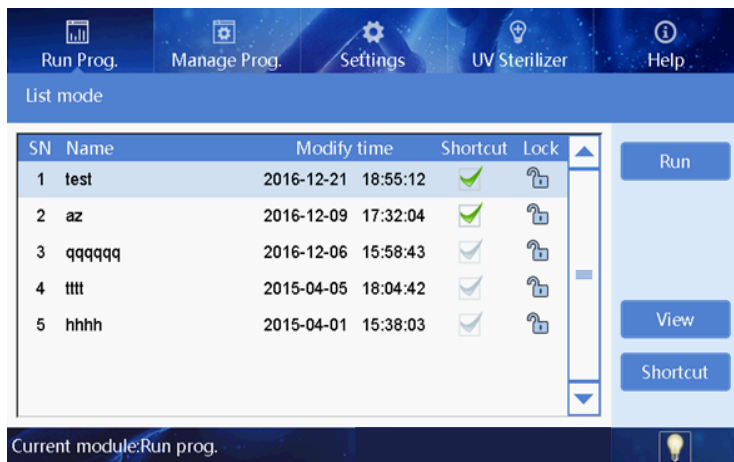 Run Prog. Manage Prog. Settings UV Sterilizer Help
List mode
SN Name Modify time Shortcut Lock
Run
1 test 2016-12-21 18:55:12
2 az 2016-12-09 17:32:04
3 qqqqqq 2016-12-06 15:58:43
4 tttt 2015-04-05 18:04:42
5 hhhh 2015-04-01 15:38:03
View
Shortcut
Current module:Run prog.